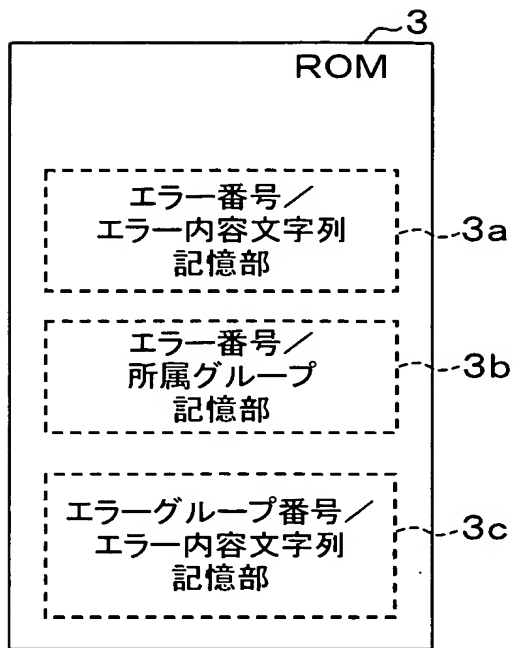 3
ROM
エラー番号／
エラー内容文字列
記憶部
3a
エラー番号／
所属グループ
記憶部
3b
エラーグループ番号／
エラー内容文字列
記憶部
3c